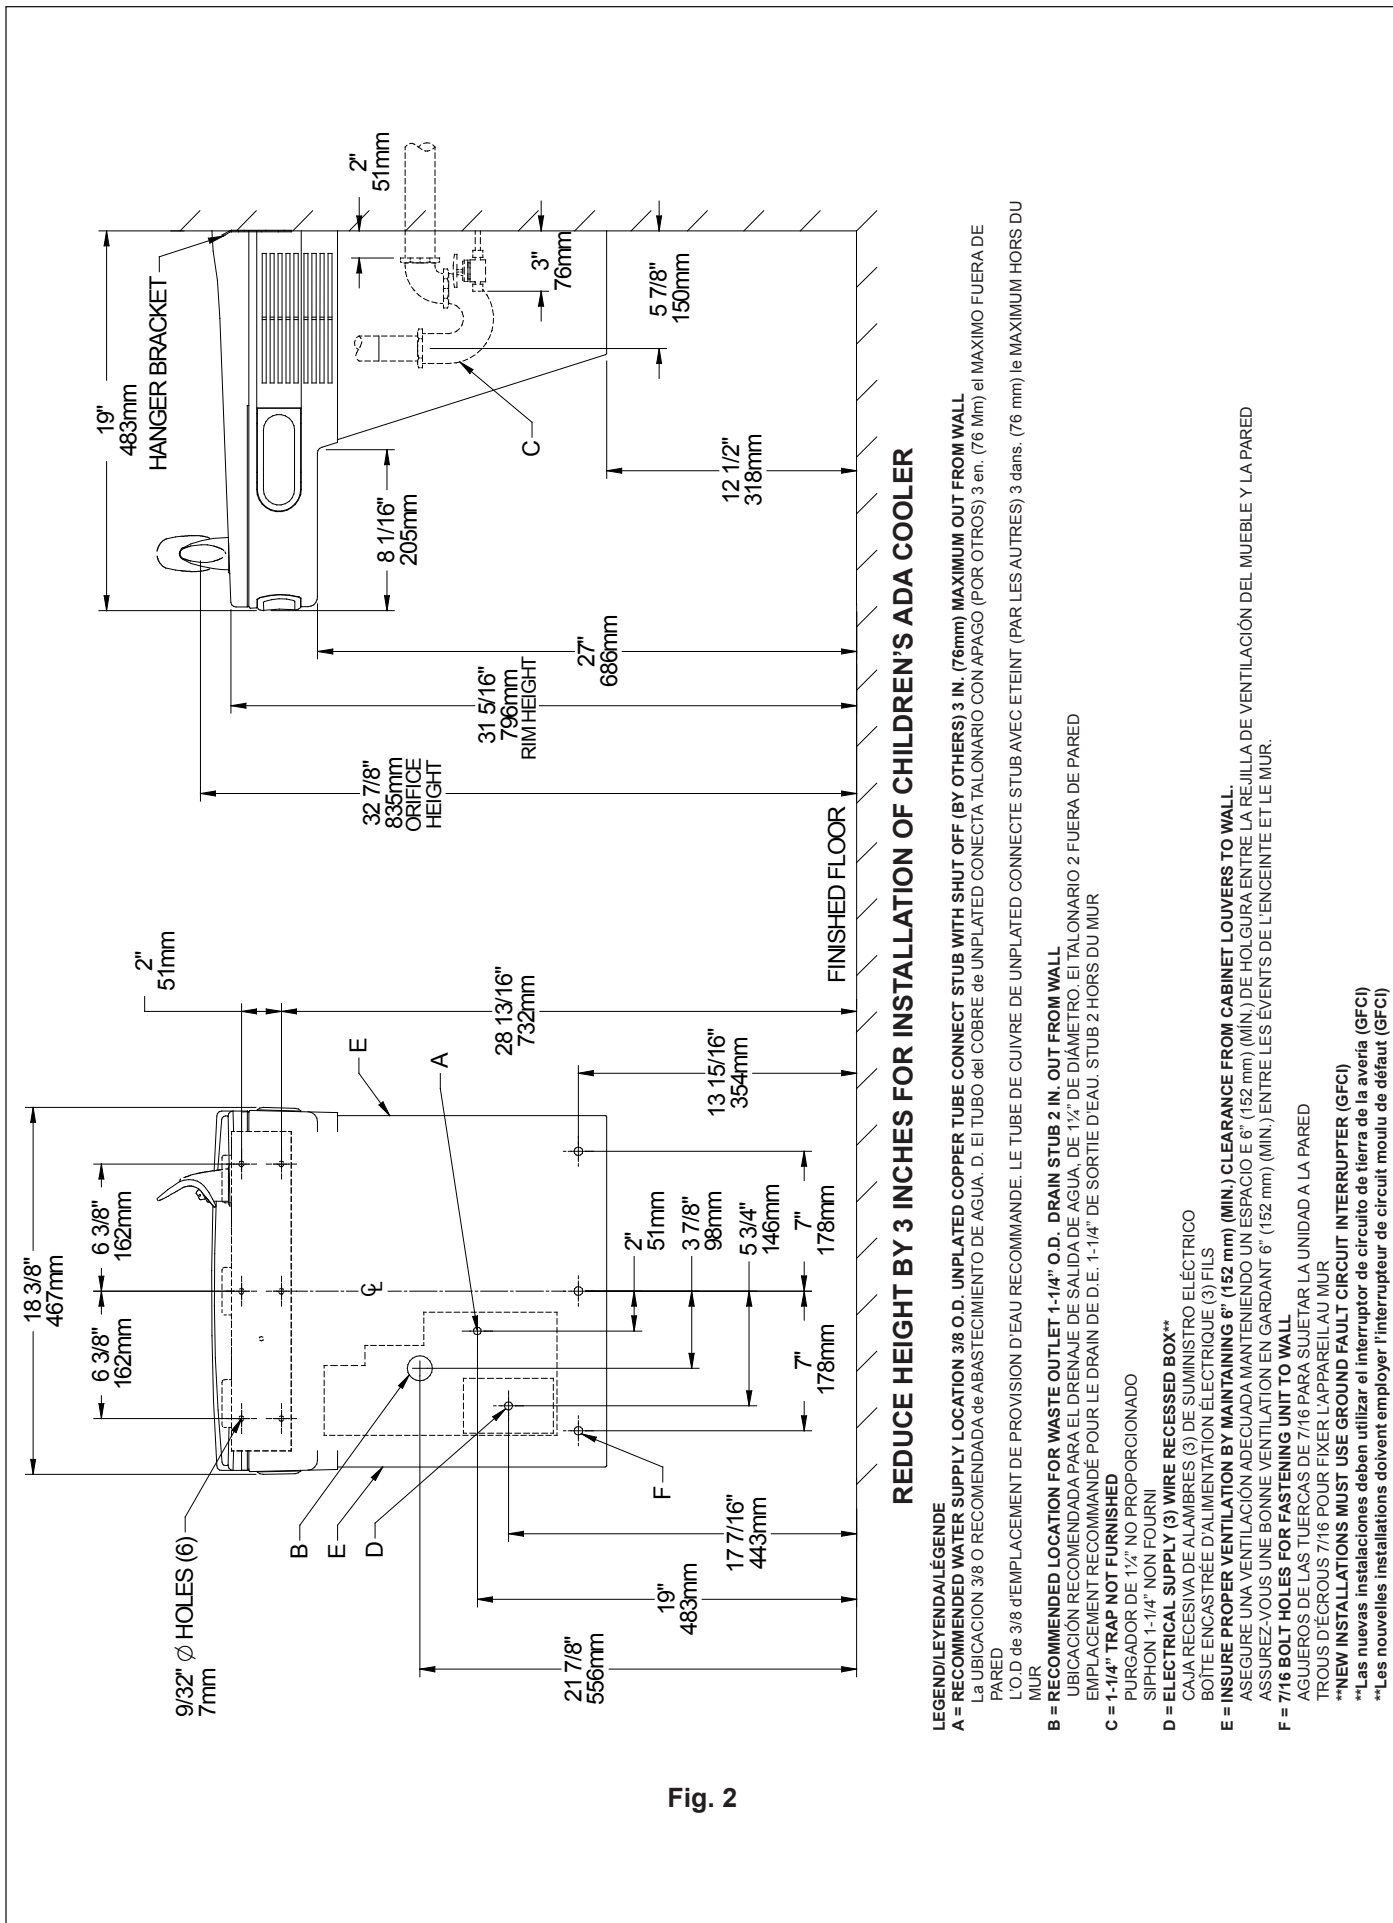 18 3/8"
467mm
6 3/8"
162mm
6 3/8"
162mm
9/32" ∅ HOLES (6)
7mm
2"
51mm
28 13/16"
732mm
E
A
B
E
D
F
℄
2"
51mm
3 7/8"
98mm
5 3/4"
146mm
7"
178mm
7"
178mm
13 15/16"
354mm
17 7/16"
443mm
19"
483mm
21 7/8"
556mm
FINISHED FLOOR
19"
483mm
HANGER BRACKET
2"
51mm
3"
76mm
5 7/8"
150mm
C
8 1/16"
205mm
12 1/2"
318mm
27"
686mm
31 5/16"
796mm
RIM HEIGHT
32 7/8"
835mm
ORIFICE
HEIGHT
REDUCE HEIGHT BY 3 INCHES FOR INSTALLATION OF CHILDREN'S ADA COOLER
LEGEND/LEYENDA/LÉGENDE
A = RECOMMENDED WATER SUPPLY LOCATION 3/8 O.D. UNPLATED COPPER TUBE CONNECT STUB WITH SHUT OFF (BY OTHERS) 3 IN. (76mm) MAXIMUM OUT FROM WALL
La UBICACION 3/8 O RECOMENDADA de ABASTECIMIENTO DE AGUA. D. El TUBO del COBRE de UNPLATED CONECTA TALONARIO CON APAGO (POR OTROS) 3 en. (76 Mm) el MAXIMO FUERA DE
PARED
L'O.D de 3/8 d'EMPLACEMENT DE PROVISION D'EAU RECOMMANDE. LE TUBE DE CUIVRE DE UNPLATED CONNECTE STUB AVEC ETEINT (PAR LES AUTRES) 3 dans. (76 mm) le MAXIMUM HORS DU
MUR
B = RECOMMENDED LOCATION FOR WASTE OUTLET 1-1/4" O.D. DRAIN STUB 2 IN. OUT FROM WALL
UBICACIÓN RECOMENDADA PARA EL DRENAJE DE SALIDA DE AGUA, DE 1¼" DE DIÁMETRO. El TALONARIO 2 FUERA DE PARED
EMPLACEMENT RECOMMANDÉ POUR LE DRAIN DE D.E. 1-1/4" DE SORTIE D'EAU. STUB 2 HORS DU MUR
C = 1-1/4" TRAP NOT FURNISHED
PURGADOR DE 1¼" NO PROPORCIONADO
SIPHON 1-1/4" NON FOURNI
D = ELECTRICAL SUPPLY (3) WIRE RECESSED BOX**
CAJA RECESIVA DE ALAMBRES (3) DE SUMINISTRO ELÉCTRICO
BOÎTE ENCASTRÉE D'ALIMENTATION ÉLECTRIQUE (3) FILS
E = INSURE PROPER VENTILATION BY MAINTAINING 6" (152 mm) (MIN.) CLEARANCE FROM CABINET LOUVERS TO WALL.
ASEGURE UNA VENTILACIÓN ADECUADA MANTENIENDO UN ESPACIO E 6" (152 mm) (MÍN.) DE HOLGURA ENTRE LA REJILLA DE VENTILACIÓN DEL MUEBLE Y LA PARED
ASSUREZ-VOUS UNE BONNE VENTILATION EN GARDANT 6" (152 mm) (MIN.) ENTRE LES ÉVENTS DE L'ENCEINTE ET LE MUR.
F = 7/16 BOLT HOLES FOR FASTENING UNIT TO WALL
AGUJEROS DE LAS TUERCAS DE 7/16 PARA SUJETAR LA UNIDAD A LA PARED
TROUS D'ÉCROUS 7/16 POUR FIXER L'APPAREIL AU MUR
**NEW INSTALLATIONS MUST USE GROUND FAULT CIRCUIT INTERRUPTER (GFCI)
**Las nuevas instalaciones deben utilizar el interruptor de circuito de tierra de la avería (GFCI)
**Les nouvelles installations doivent employer l'interrupteur de circuit moulu de défaut (GFCI)
Fig. 2